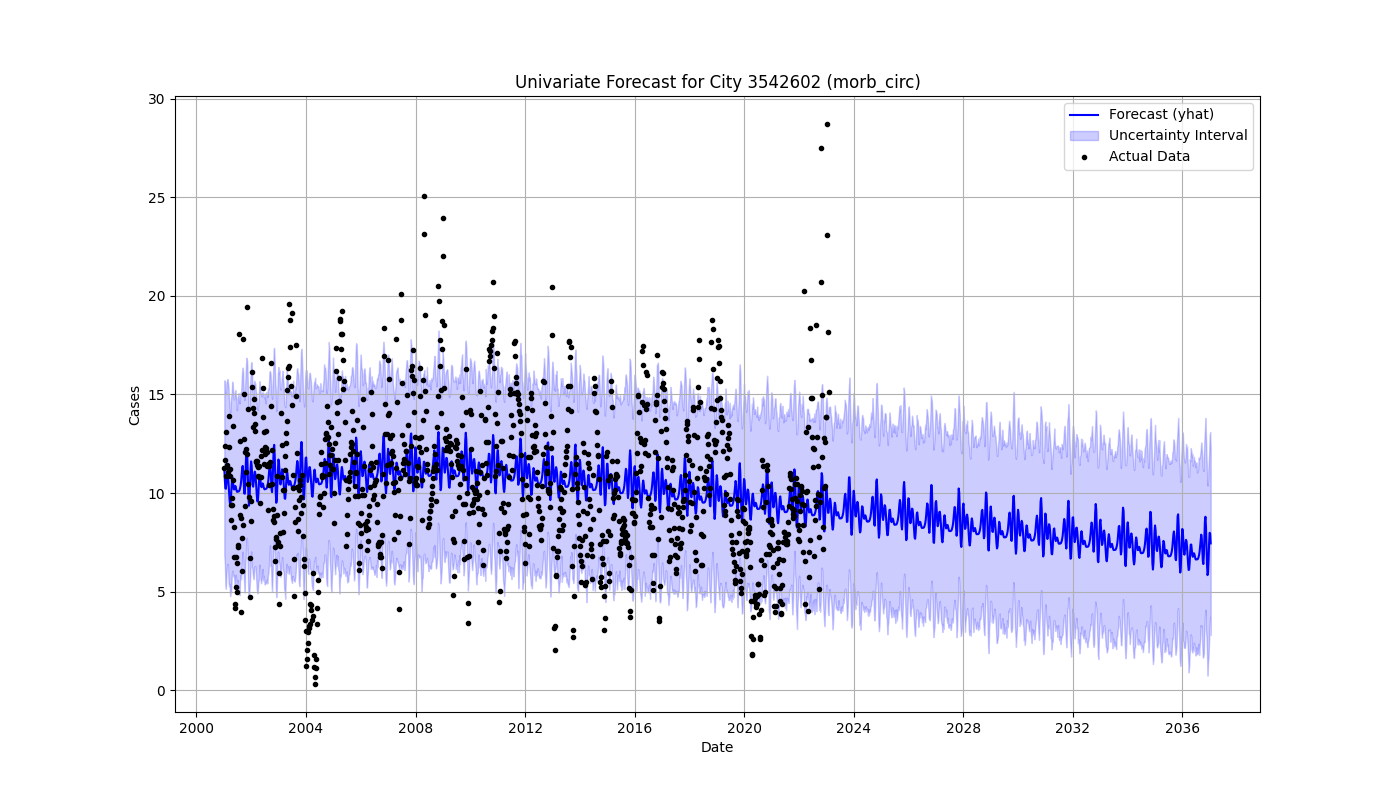 Univariate Forecast for City 3542602 (morb_circ)
Forecast (yhat)
Uncertainty Interval
Actual Data
Cases
30
25
20
15
10
5
0
2000 2004 2008 2012 2016 2020 2024 2028 2032 2036
Date